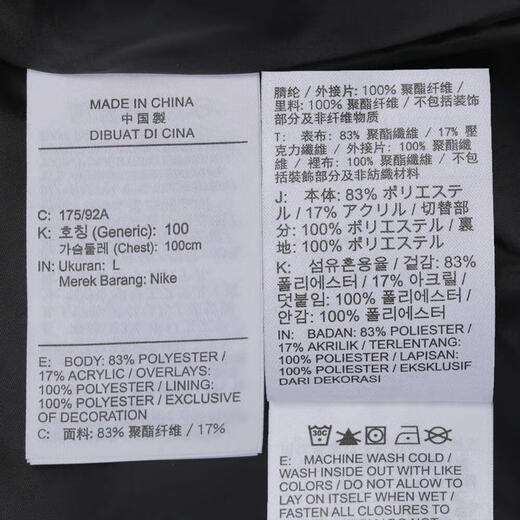 MADE IN CHINA
中国製
DIBUAT DI CINA
C: 175/92A
K: 호칭 (Generic): 100
가슴둘레 (Chest): 100cm
IN: Ukuran: L
Merek Barang: Nike
E: BODY: 83% POLYESTER /
17% ACRYLIC / OVERLAYS:
100% POLYESTER / LINING:
100% POLYESTER / EXCLUSIVE
OF DECORATION
C: 面料: 83% 聚酯纤维 / 17%
腈纶 / 外接片: 100% 聚酯纤维 /
里料: 100% 聚酯纤维 / 不包括装饰
部分及非纤维材料
T: 表布: 83% 聚酯纖維 / 17% 壓
克力纖維 / 外接片: 100% 聚酯纖
維 / 裡布: 100% 聚酯纖維 / 不包
括裝飾部分及非紡織材料
J: 本体: 83% ポリエステ
ル / 17% アクリル / 切替部
分: 100% ポリエステル / 裏
地: 100% ポリエステル
K: 섬유혼용율 / 겉감: 83%
폴리에스터 / 17% 아크릴 /
덧붙임: 100% 폴리에스터 /
안감: 100% 폴리에스터
IN: BADAN: 83% POLYESTER /
17% AKRILIK / TERLENTANG:
100% POLYESTER / LAPISAN:
100% POLYESTER / EKSKLUSIF
DARI DEKORASI
30C
E: MACHINE WASH COLD /
WASH INSIDE OUT WITH LIKE
COLORS / DO NOT ALLOW TO
LAY ON ITSELF WHEN WET /
FASTEN ALL CLOSURES TO